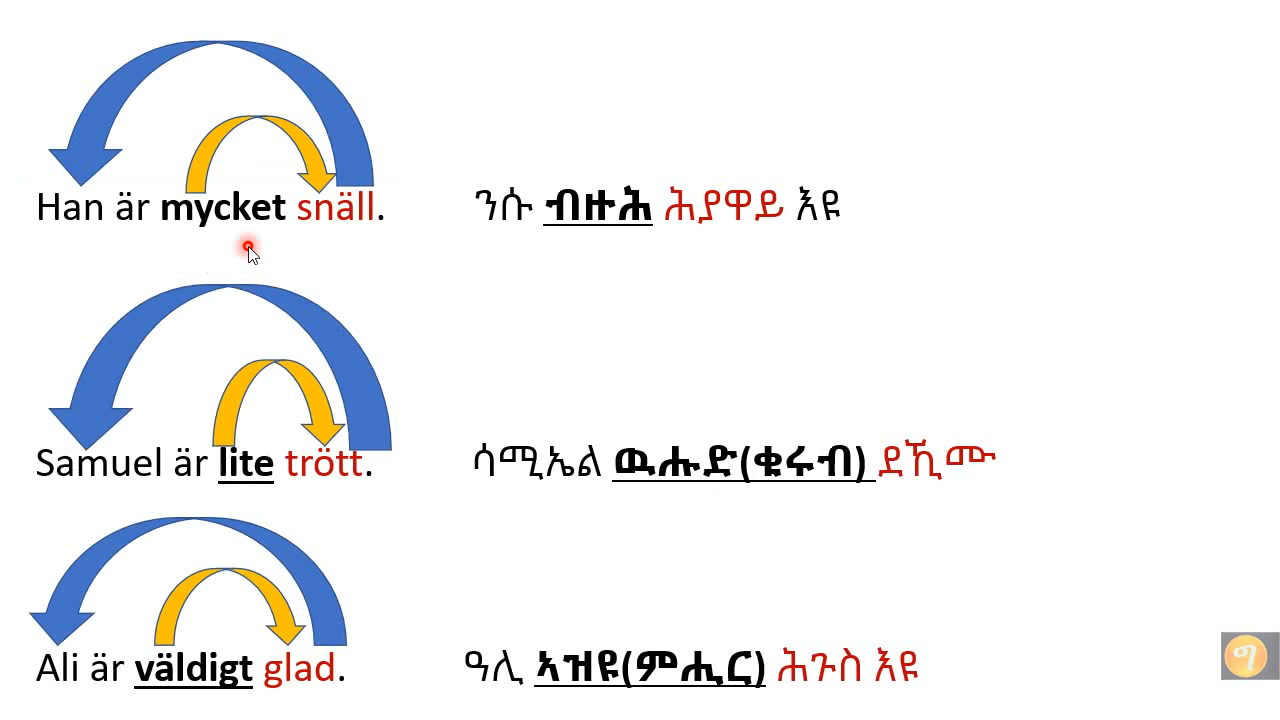 Han är mycket snäll. ንሱ ብዙሕ ሕያዋይ እዩ
Samuel är lite trött. ሳሚኤል ዉሑድ(ቁሩብ) ደኺሙ
Ali är väldigt glad. ዓሊ ኣዝዩ(ምሒር) ሕጉስ እዩ
ግ